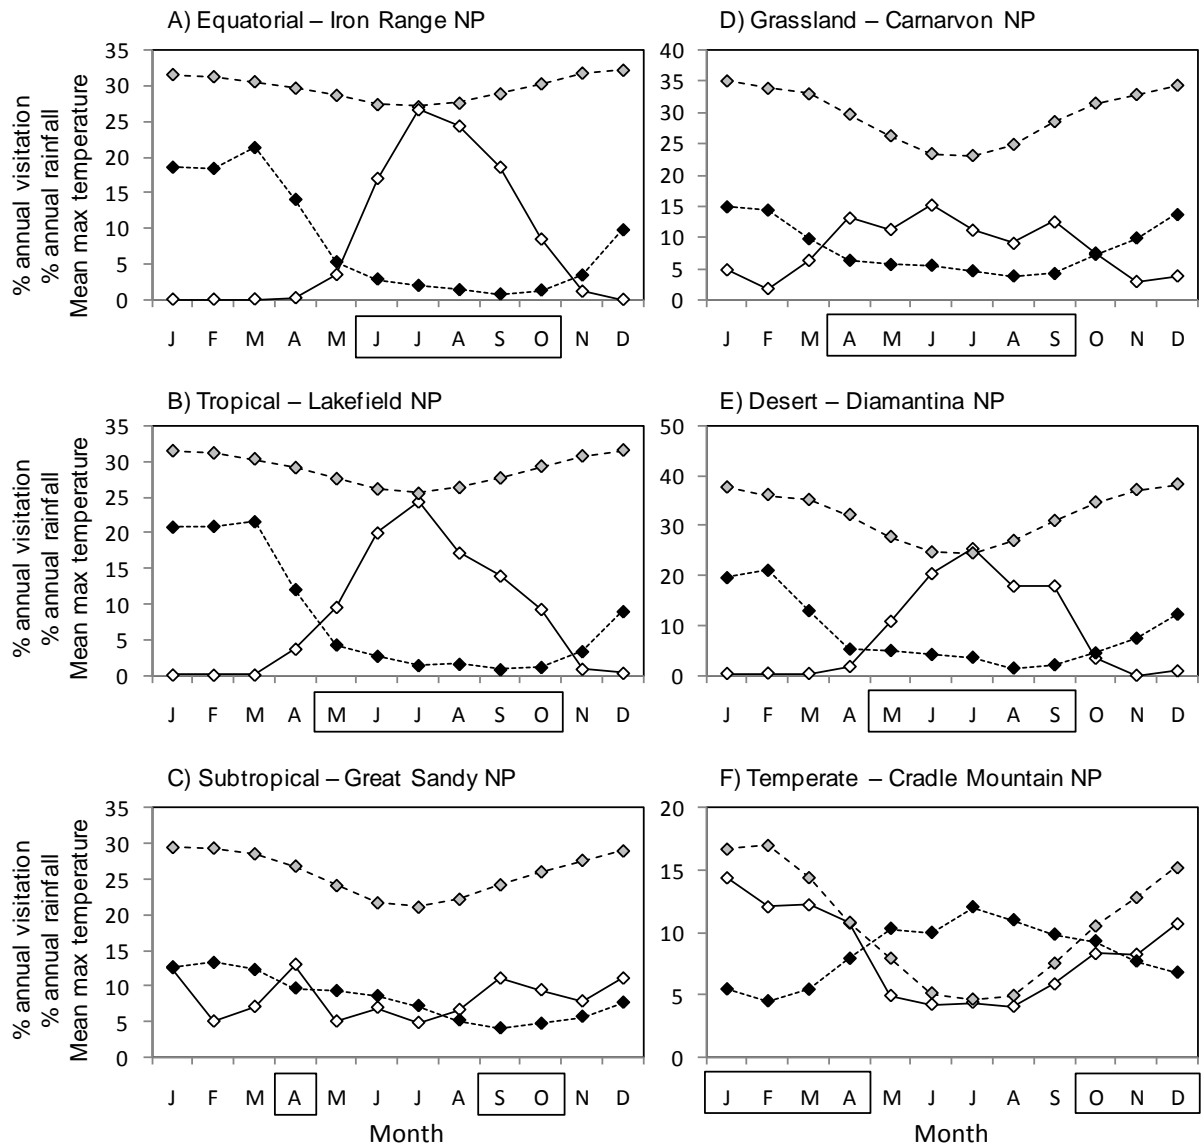 A) Equatorial – Iron Range NP
% annual visitation
% annual rainfall
Mean max temperature
35
30
25
20
15
10
5
0
J F M A M J J A S O N D
D) Grassland – Carnarvon NP
40
35
30
25
20
15
10
5
0
J F M A M J J A S O N D
B) Tropical – Lakefield NP
% annual visitation
% annual rainfall
Mean max temperature
35
30
25
20
15
10
5
0
J F M A M J J A S O N D
E) Desert – Diamantina NP
50
40
30
20
10
0
J F M A M J J A S O N D
C) Subtropical – Great Sandy NP
% annual visitation
% annual rainfall
Mean max temperature
35
30
25
20
15
10
5
0
J F M A M J J A S O N D
Month
F) Temperate – Cradle Mountain NP
20
15
10
5
0
J F M A M J J A S O N D
Month